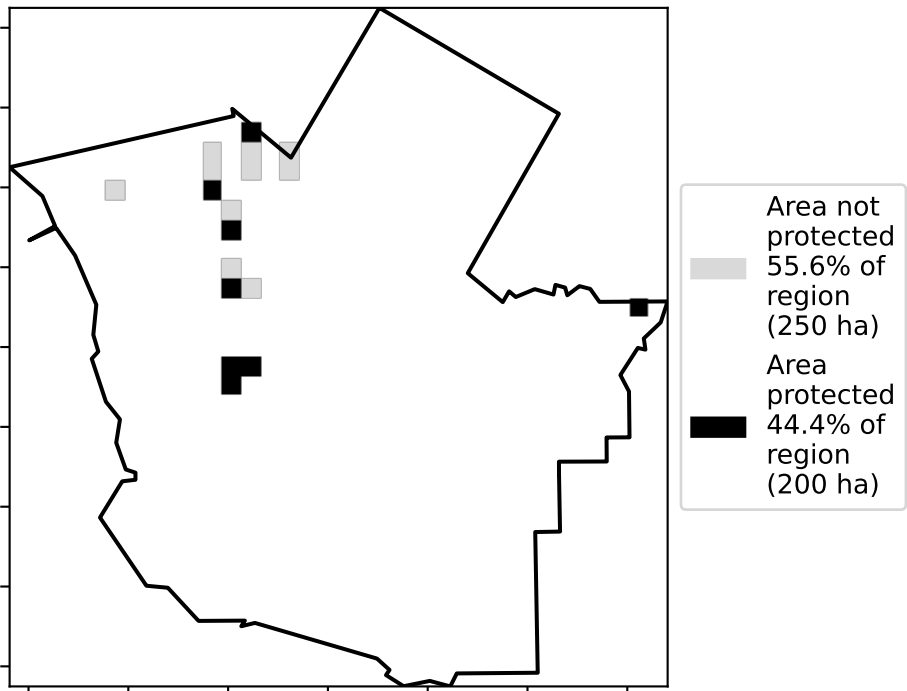 Area not
protected
55.6% of
region
(250 ha)
Area
protected
44.4% of
region
(200 ha)